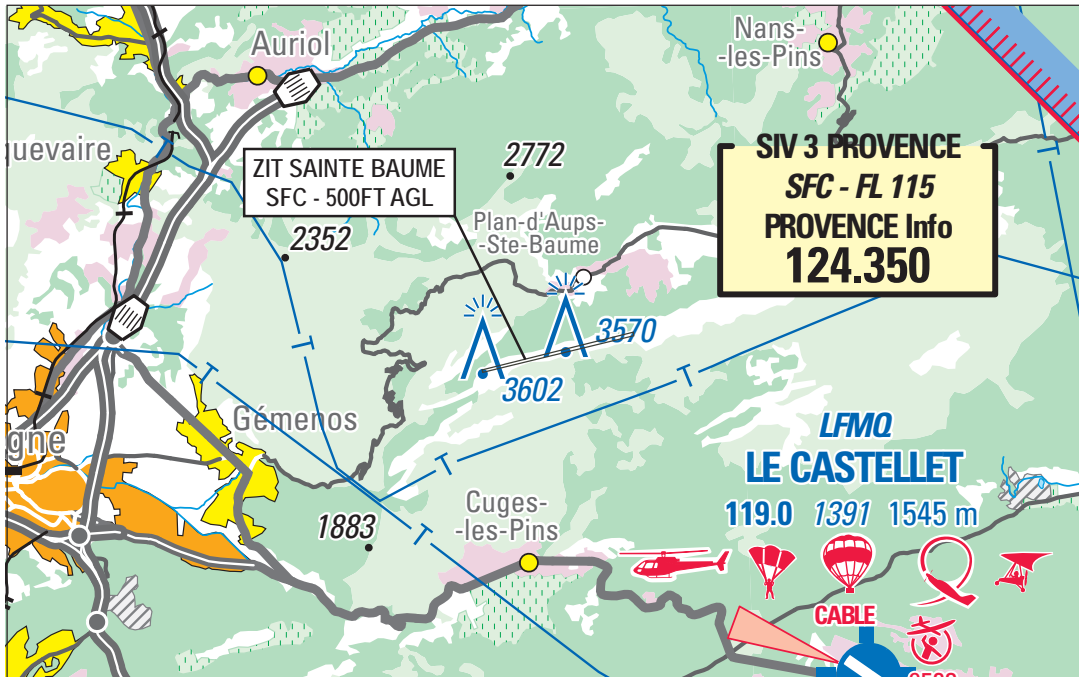 Auriol
Nans-
-les-Pins
uevaire
ZIT SAINTE BAUME
SFC - 500FT AGL
2772
SIV 3 PROVENCE
SFC - FL 115
PROVENCE Info
124.350
2352
Plan-d'Aups-
-Ste-Baume
3570
3602
Gémenos
gne
LFMQ
LE CASTELLET
119.0 1391 1545 m
Cuges-
-les-Pins
1883
CABLE